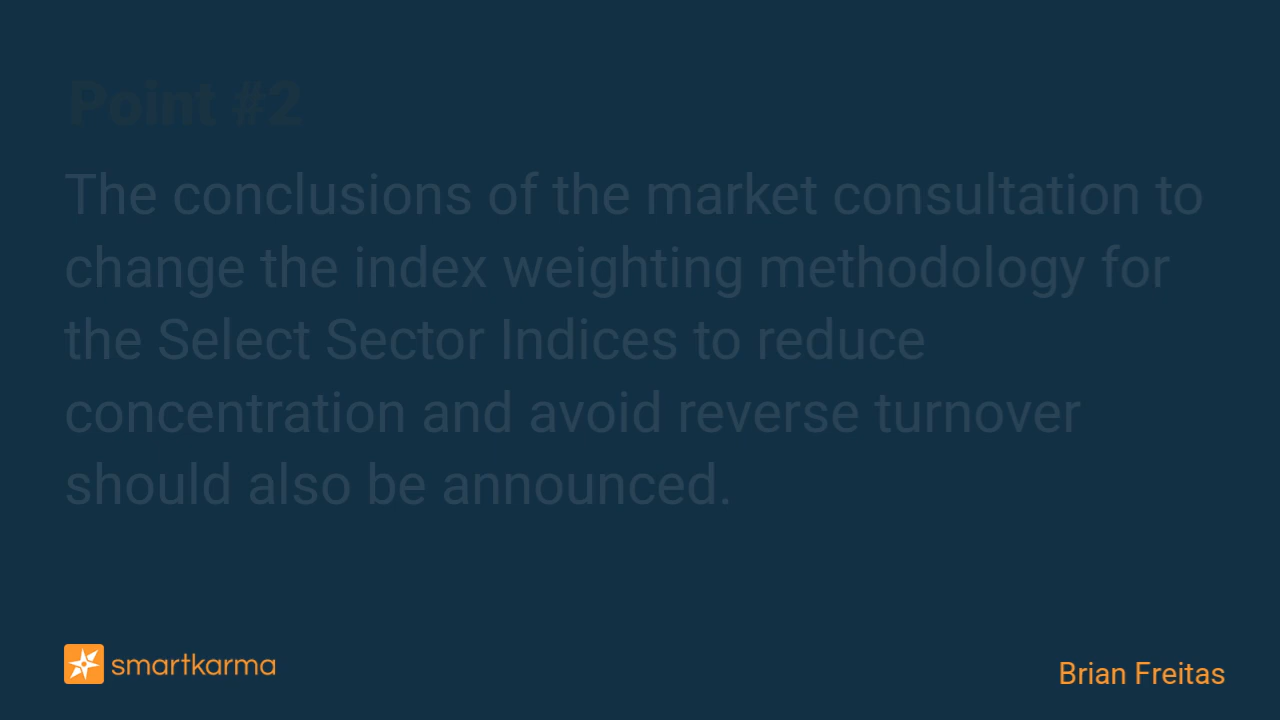 Point #2
The conclusions of the market consultation to
change the index weighting methodology for
the Select Sector Indices to reduce
concentration and avoid reverse turnover
should also be announced.
smartkarma
Brian Freitas